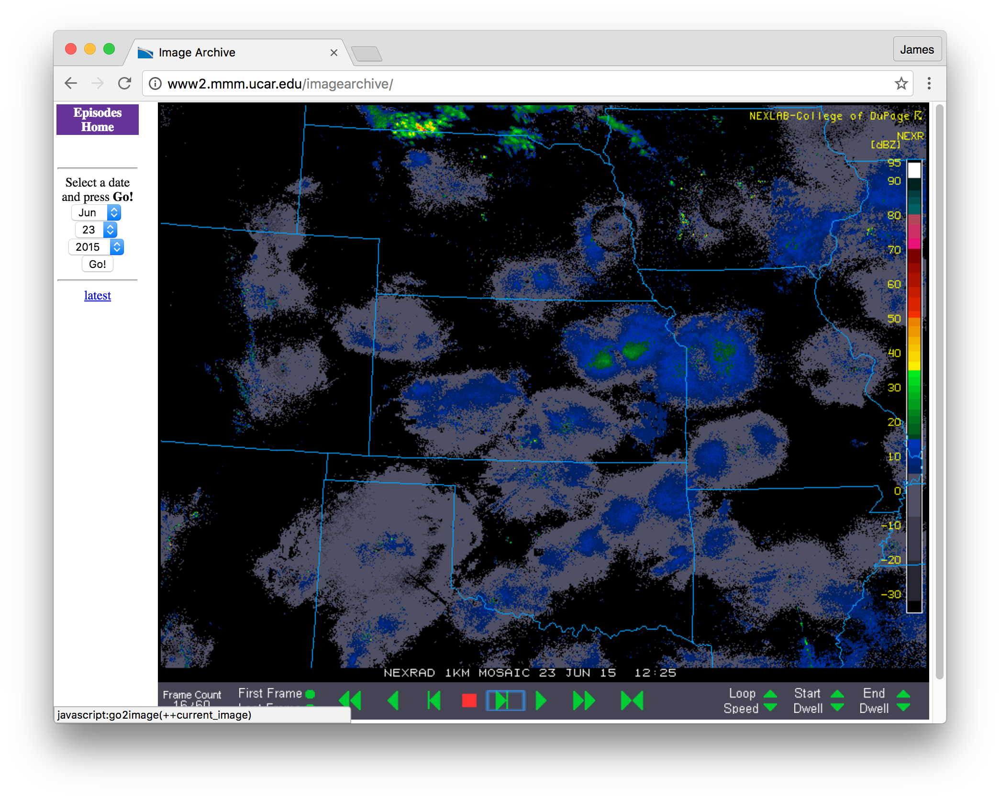 Image Archive
James
www2.mmm.ucar.edu/imagearchive/
Episodes
Home
Select a date
and press Go!
Jun
23
2015
Go!
latest
NEXLAB-College of DuPage
NEXR
[dBZ]
95
90
80
70
60
50
40
30
20
10
0
-10
-20
-30
NEXRAD 1KM MOSAIC 23 JUN 15 12:25
Frame Count
16/60
First Frame
Last Frame
Loop
Speed
Start
Dwell
End
Dwell
javascript:go2image(++current_image)